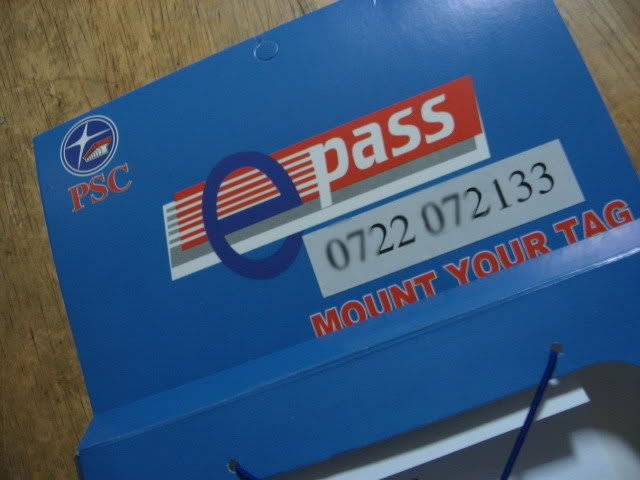 PSC
epass
0722 072133
MOUNT YOUR TAG